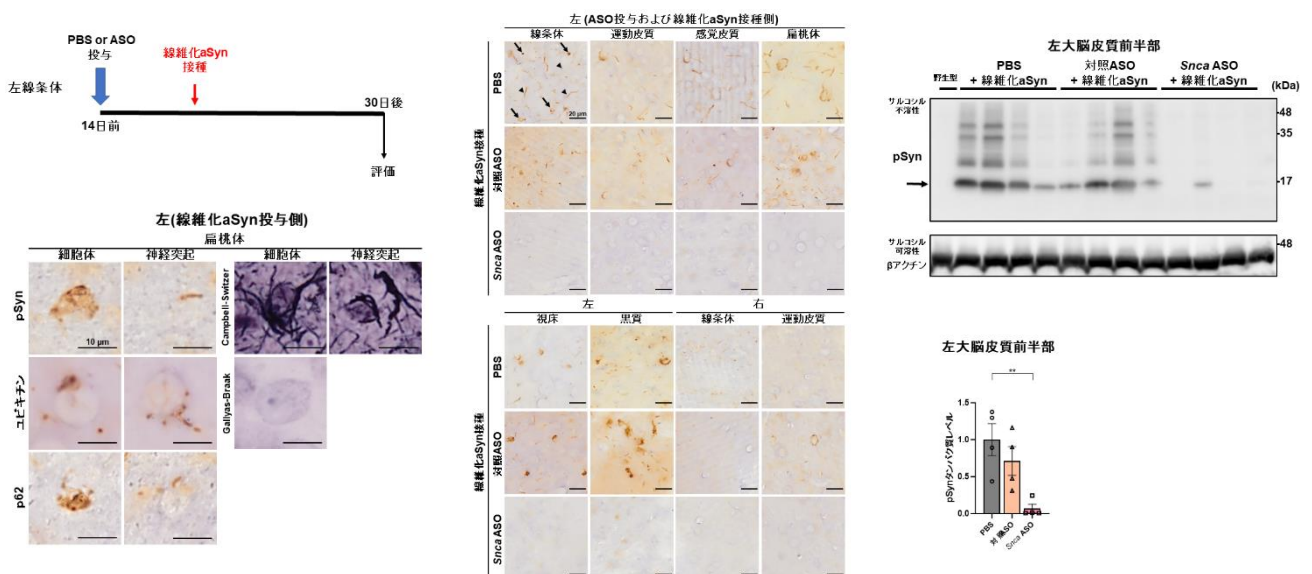 PBS or ASO
投与
線維化aSyn
接種
左線条体
30日後
14日前
評価
左(線維化aSyn投与側)
扁桃体
細胞体
神経突起
細胞体
神経突起
pSyn
10 µm
Campbell-Switzer
ユビキチン
Gallyas-Braak
p62
左 (ASO投与および線維化aSyn接種側)
線条体
運動皮質
感覚皮質
扁桃体
線維化aSyn接種
PBS
20 µm
対照ASO
Snca ASO
左
右
視床
黒質
線条体
運動皮質
線維化aSyn接種
PBS
対照ASO
Snca ASO
左大脳皮質前半部
野生型
PBS
+ 線維化aSyn
対照ASO
+ 線維化aSyn
Snca ASO
+ 線維化aSyn
(kDa)
サルコシル
不溶性
pSyn
48
35
17
サルコシル
可溶性
βアクチン
48
左大脳皮質前半部
**
pSynタンパク質レベル
1.5
1.0
0.5
0.0
PBS
対照ASO
Snca ASO